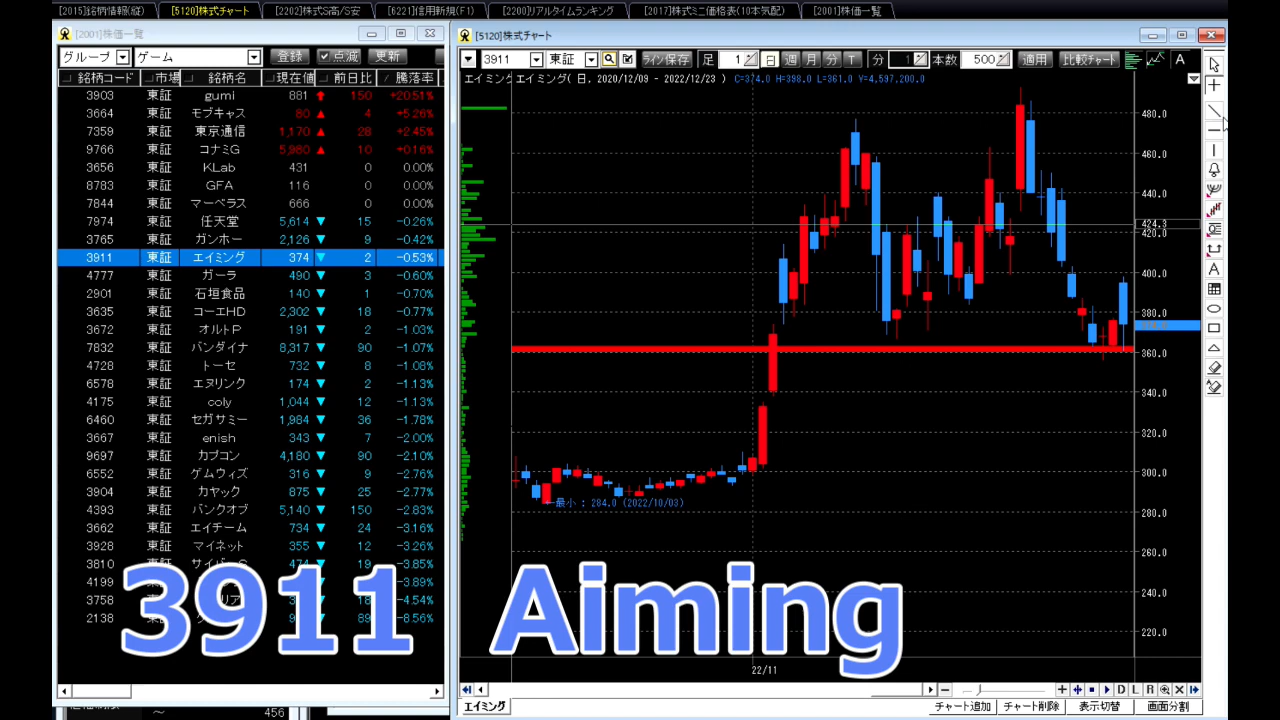 [2015]銘柄情報(縦) [5120]株式チャート [2202]株式S高/S安 [6221]信用新規(F1) [2200]リアルタイムランキング [2017]株式ミニ価格表(10本気配) [2001]株価一覧
[2001]株価一覧
グループ ゲーム 登録 点滅 更新
銘柄コード 市場 銘柄名 現在値 前日比 騰落率
3903 東証 gumi 881 ↑ 150 +20.51%
3664 東証 モブキャス 80 ▲ 4 +5.26%
7359 東証 東京通信 1,170 ▲ 28 +2.45%
9766 東証 コナミG 5,980 ▲ 10 +0.16%
3656 東証 KLab 431 0 0.00%
8783 東証 GFA 116 0 0.00%
7844 東証 マーベラス 666 0 0.00%
7974 東証 任天堂 5,614 ▼ 15 -0.26%
3765 東証 ガンホー 2,126 ▼ 9 -0.42%
3911 東証 エイミング 374 ▼ 2 -0.53%
4777 東証 ガーラ 490 ▼ 3 -0.60%
2901 東証 石垣食品 140 ▼ 1 -0.70%
3635 東証 コーエHD 2,302 ▼ 18 -0.77%
3672 東証 オルトP 191 ▼ 2 -1.03%
7832 東証 バンダイナ 8,317 ▼ 90 -1.07%
4728 東証 トーセ 732 ▼ 8 -1.08%
6578 東証 エヌリンク 174 ▼ 2 -1.13%
4175 東証 coly 1,044 ▼ 12 -1.13%
6460 東証 セガサミー 1,984 ▼ 36 -1.78%
3667 東証 enish 343 ▼ 7 -2.00%
9697 東証 カプコン 4,180 ▼ 90 -2.10%
6552 東証 ゲムウィズ 316 ▼ 9 -2.76%
3904 東証 カヤック 875 ▼ 25 -2.77%
4393 東証 バンクオブ 5,140 ▼ 150 -2.83%
3662 東証 エイチーム 734 ▼ 24 -3.16%
3928 東証 マイネット 355 ▼ 12 -3.26%
3810 東証 474 ▼ 19 -3.85%
4199 東証 -3.89%
3758 東証 18 -4.54%
2138 東証 89 -8.56%
456
[5120]株式チャート
3911 東証 ライン保存 足 1 日 週 月 分 T 分 1 本数 500 適用 比較チャート A
エイミング エイミング( 日, 2020/12/09 - 2022/12/23 ) C=374.0 H=398.0 L=361.0 V=4,597,200.0
480.0
460.0
440.0
424.3
400.0
380.0
360.0
340.0
320.0
300.0
280.0
260.0
240.0
220.0
←最小 : 284.0 (2022/10/03)
22/11
3911 Aiming
D L R
エイミング チャート追加 チャート削除 表示切替 画面分割